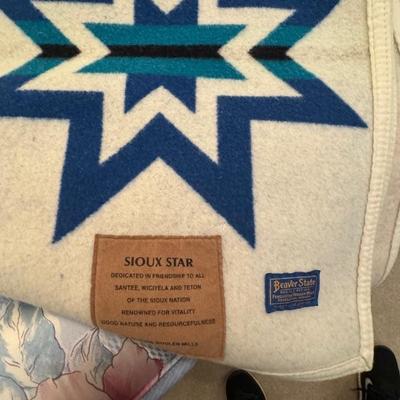 SIOUX STAR
DEDICATED IN FRIENDSHIP TO ALL
SANTEE, WICIYELA AND TETON
OF THE SIOUX NATION
RENOWNED FOR VITALITY
GOOD NATURE AND RESOURCEFULNESS
WOOLEN MILLS
Beaver State